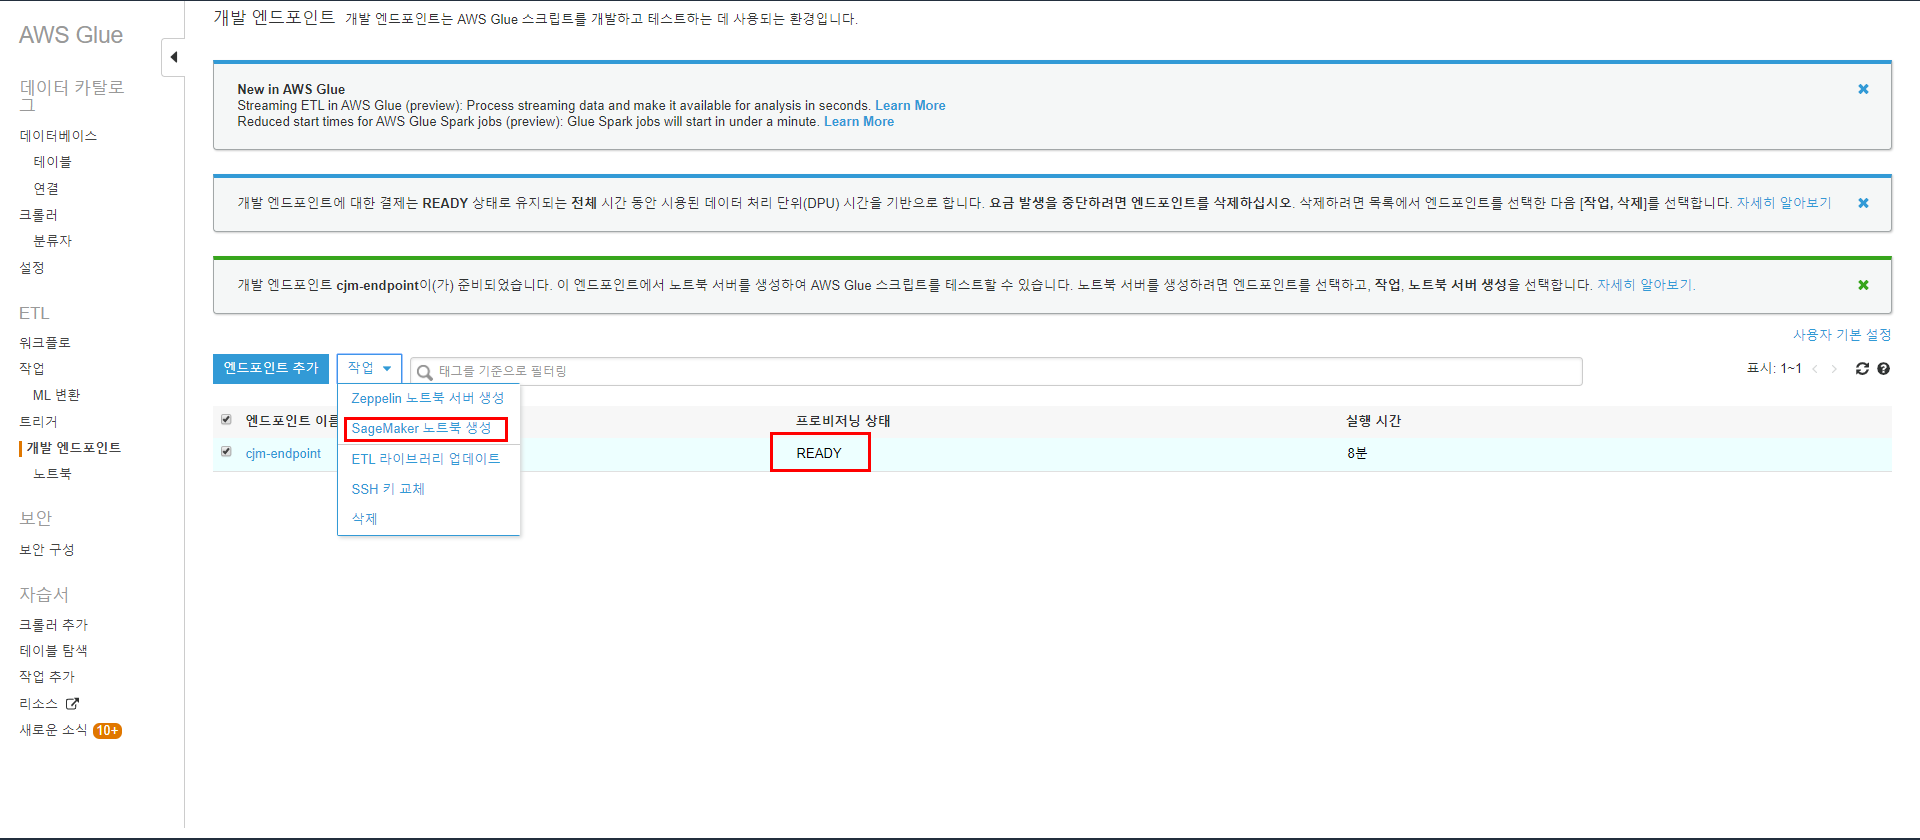 개발 엔드포인트 개발 엔드포인트는 AWS Glue 스크립트를 개발하고 테스트하는 데 사용되는 환경입니다.
AWS Glue
데이터 카탈로
그
데이터베이스
테이블
연결
크롤러
분류자
설정
ETL
워크플로
작업
ML 변환
트리거
개발 엔드포인트
노트북
보안
보안 구성
자습서
크롤러 추가
테이블 탐색
작업 추가
리소스
새로운 소식 10+
New in AWS Glue
Streaming ETL in AWS Glue (preview): Process streaming data and make it available for analysis in seconds. Learn More
Reduced start times for AWS Glue Spark jobs (preview): Glue Spark jobs will start in under a minute. Learn More
개발 엔드포인트에 대한 결제는 READY 상태로 유지되는 전체 시간 동안 사용된 데이터 처리 단위(DPU) 시간을 기반으로 합니다. 요금 발생을 중단하려면 엔드포인트를 삭제하십시오. 삭제하려면 목록에서 엔드포인트를 선택한 다음 [작업, 삭제]를 선택합니다. 자세히 알아보기
개발 엔드포인트 cjm-endpoint이(가) 준비되었습니다. 이 엔드포인트에서 노트북 서버를 생성하여 AWS Glue 스크립트를 테스트할 수 있습니다. 노트북 서버를 생성하려면 엔드포인트를 선택하고, 작업, 노트북 서버 생성을 선택합니다. 자세히 알아보기.
사용자 기본 설정
엔드포인트 추가 작업 태그를 기준으로 필터링 표시: 1~1
Zeppelin 노트북 서버 생성
SageMaker 노트북 생성
ETL 라이브러리 업데이트
SSH 키 교체
삭제
엔드포인트 이름 프로비저닝 상태 실행 시간
cjm-endpoint READY 8분